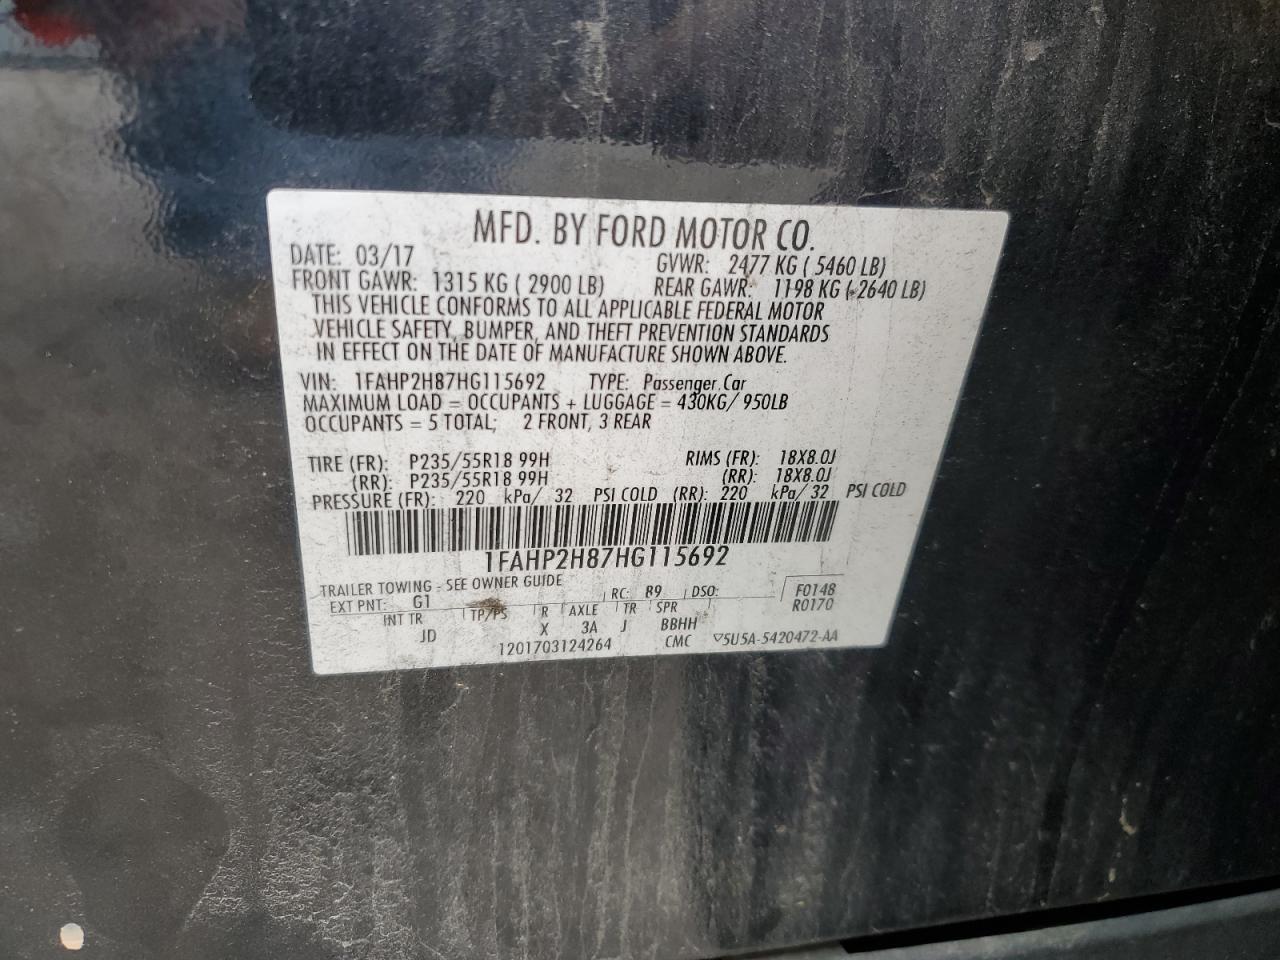 MFD. BY FORD MOTOR CO.
DATE: 03/17 GVWR: 2477 KG ( 5460 LB)
FRONT GAWR: 1315 KG ( 2900 LB) REAR GAWR: 1198 KG ( 2640 LB)
THIS VEHICLE CONFORMS TO ALL APPLICABLE FEDERAL MOTOR
VEHICLE SAFETY, BUMPER, AND THEFT PREVENTION STANDARDS
IN EFFECT ON THE DATE OF MANUFACTURE SHOWN ABOVE.
VIN: 1FAHP2H87HG115692 TYPE: Passenger Car
MAXIMUM LOAD = OCCUPANTS + LUGGAGE = 430KG/ 950LB
OCCUPANTS = 5 TOTAL; 2 FRONT, 3 REAR
TIRE (FR): P235/55R18 99H RIMS (FR): 18X8.0J
(RR): P235/55R18 99H (RR): 18X8.0J
PRESSURE (FR): 220 kPa/ 32 PSI COLD (RR): 220 kPa/ 32 PSI COLD
1FAHP2H87HG115692
TRAILER TOWING - SEE OWNER GUIDE
EXT PNT: G1 RC: 89 DSO: F0148
R0170
INT TR TP/PS R AXLE TR SPR
JD X 3A J BBHH
1201703124264 CMC 5U5A-5420472-AA